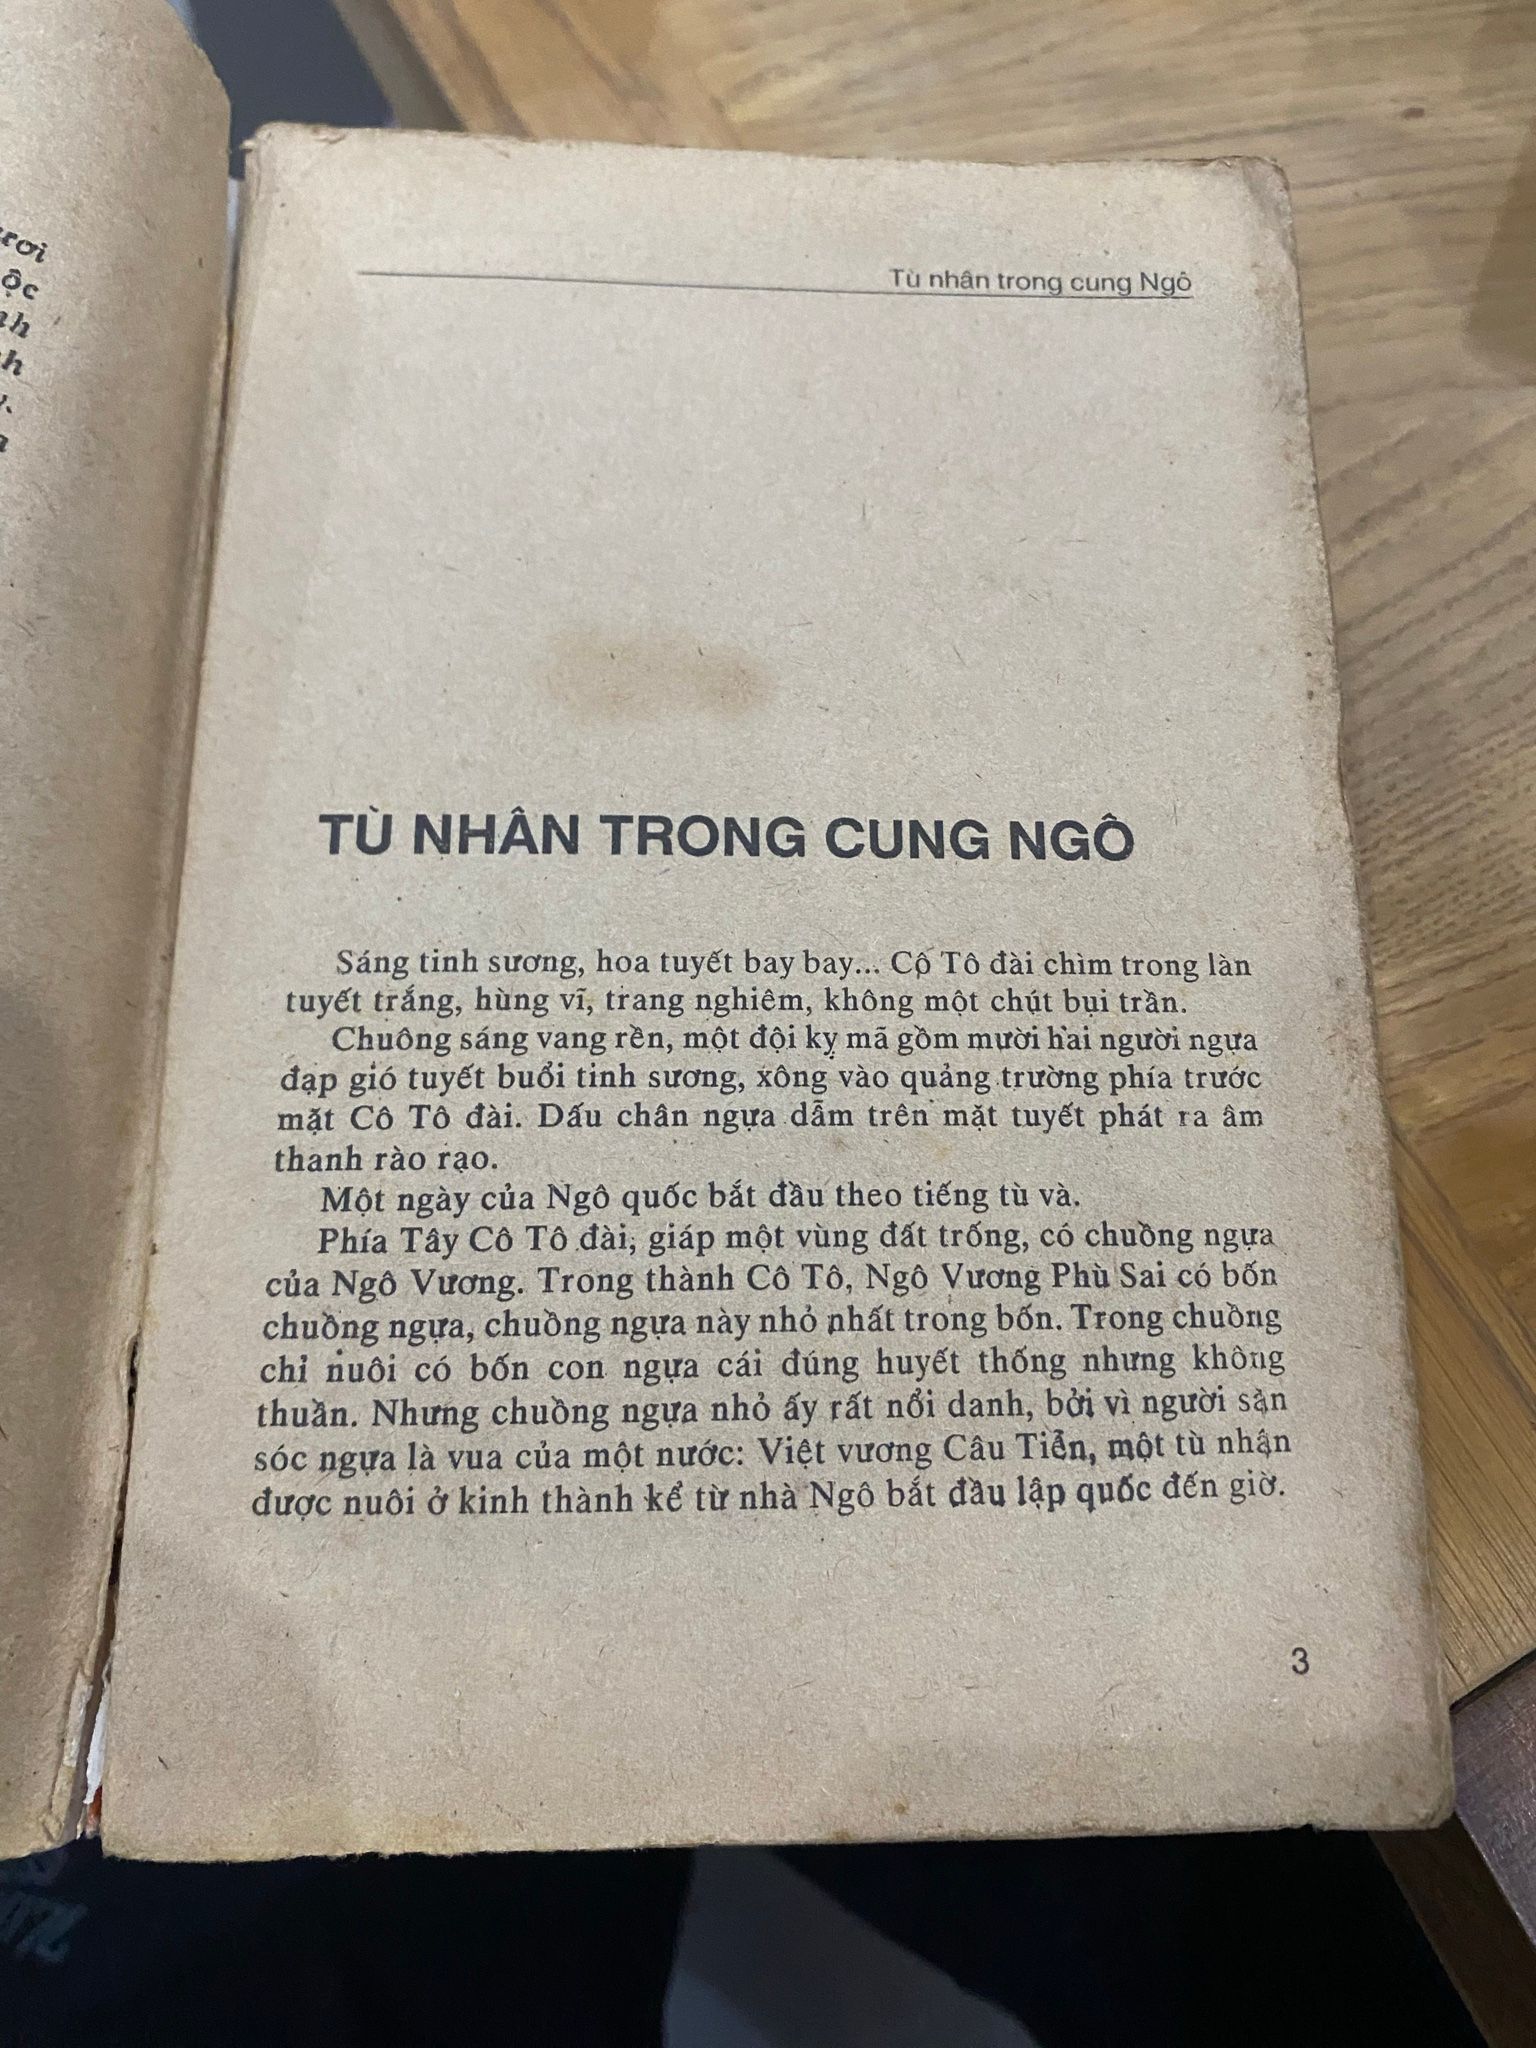 ộc
nh
Tù nhân trong cung Ngô
TÙ NHÂN TRONG CUNG NGÔ
Sáng tinh sương, hoa tuyết bay bay... Cô Tô đài chìm trong làn
tuyết trắng, hùng vĩ, trang nghiêm, không một chút bụi trần.
Chuông sáng vang rền, một đội kỵ mã gồm mười hai người ngựa
đạp gió tuyết buổi tinh sương, xông vào quảng trường phía trước
mặt Cô Tô đài. Dấu chân ngựa dẫm trên mặt tuyết phát ra âm
thanh rào rạo.
Một ngày của Ngô quốc bắt đầu theo tiếng tù và.
Phía Tây Cô Tô đài, giáp một vùng đất trống, có chuồng ngựa
của Ngô Vương. Trong thành Cô Tô, Ngô Vương Phù Sai có bốn
chuồng ngựa, chuồng ngựa này nhỏ nhất trong bốn. Trong chuồng
chỉ nuôi có bốn con ngựa cái đúng huyết thống nhưng không
thuần. Nhưng chuồng ngựa nhỏ ấy rất nổi danh, bởi vì người săn
sóc ngựa là vua của một nước: Việt vương Câu Tiễn, một tù nhân
được nuôi ở kinh thành kể từ nhà Ngô bắt đầu lập quốc đến giờ.
3